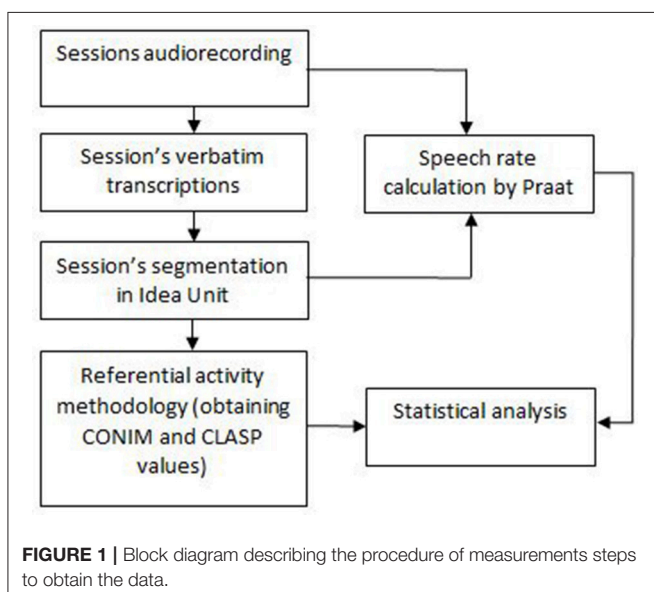 Sessions audiorecording
Session's verbatim
transcriptions
Speech rate
calculation by Praat
Session's segmentation
in Idea Unit
Referential activity
methodology (obtaining
CONIM and CLASP
values)
Statistical analysis
FIGURE 1 | Block diagram describing the procedure of measurements steps
to obtain the data.